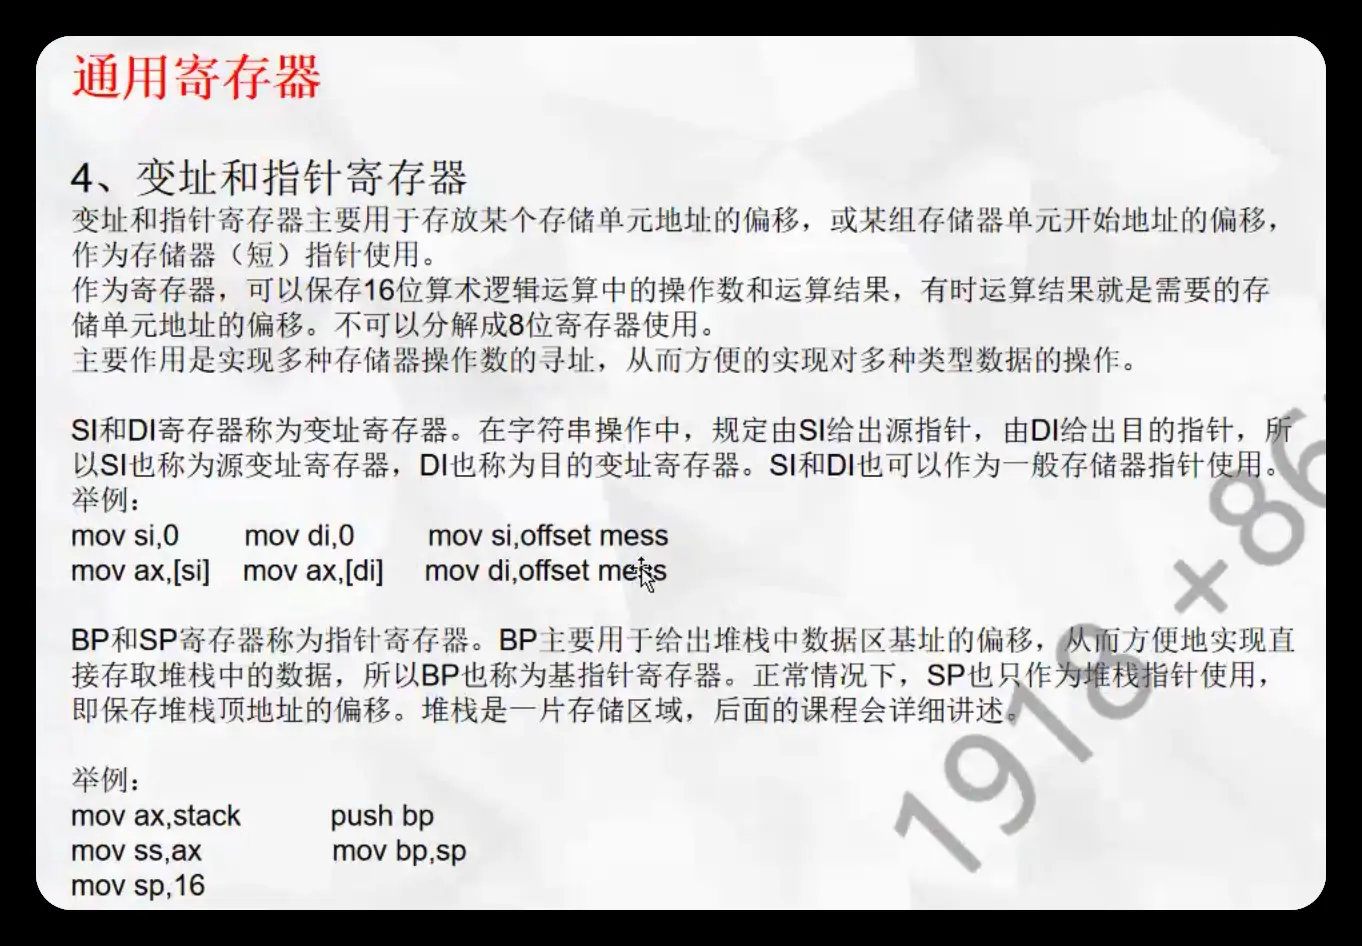 通用寄存器
4、变址和指针寄存器
变址和指针寄存器主要用于存放某个存储单元地址的偏移，或某组存储器单元开始地址的偏移，
作为存储器（短）指针使用。
作为寄存器，可以保存16位算术逻辑运算中的操作数和运算结果，有时运算结果就是需要的存
储单元地址的偏移。不可以分解成8位寄存器使用。
主要作用是实现多种存储器操作数的寻址，从而方便的实现对多种类型数据的操作。
SI和DI寄存器称为变址寄存器。在字符串操作中，规定由SI给出源指针，由DI给出目的指针，所
以SI也称为源变址寄存器，DI也称为目的变址寄存器。SI和DI也可以作为一般存储器指针使用。
举例：
mov si,0 mov di,0 mov si,offset mess
mov ax,[si] mov ax,[di] mov di,offset mess
BP和SP寄存器称为指针寄存器。BP主要用于给出堆栈中数据区基址的偏移，从而方便地实现直
接存取堆栈中的数据，所以BP也称为基指针寄存器。正常情况下，SP也只作为堆栈指针使用，
即保存堆栈顶地址的偏移。堆栈是一片存储区域，后面的课程会详细讲述。
举例：
mov ax,stack push bp
mov ss,ax mov bp,sp
mov sp,16
1918 +86